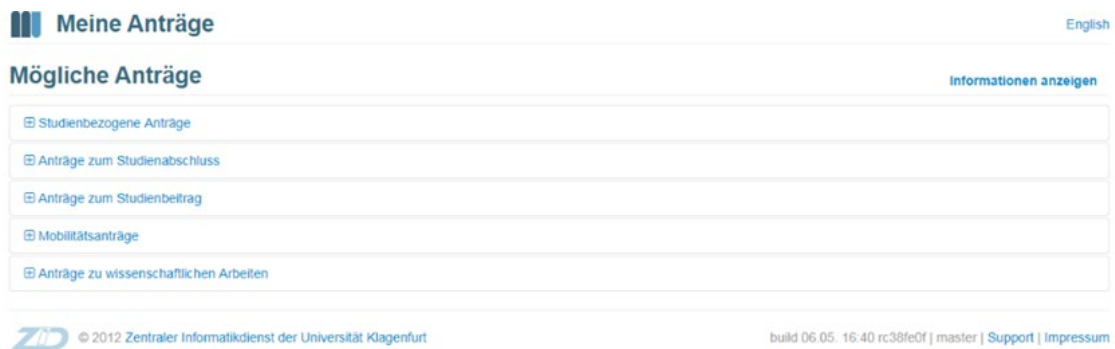 Meine Anträge
English
Mögliche Anträge
Informationen anzeigen
Studienbezogene Anträge
Anträge zum Studienabschluss
Anträge zum Studienbeitrag
Mobilitätsanträge
Anträge zu wissenschaftlichen Arbeiten
ZID © 2012 Zentraler Informatikdienst der Universität Klagenfurt
build 06.05. 16:40 rc38fe0f | master | Support | Impressum